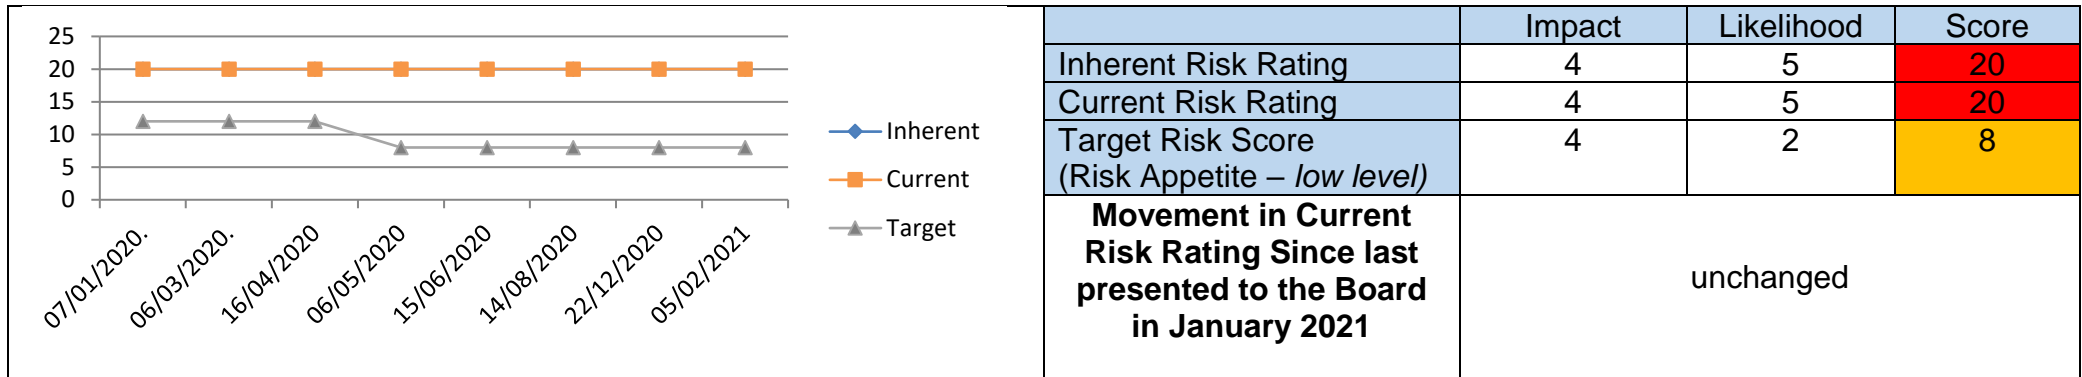 25
20
15
10
5
0
07/01/2020.
06/03/2020.
16/04/2020
06/05/2020
15/06/2020
14/08/2020
22/12/2020
05/02/2021
Inherent
Current
Target
Impact Likelihood Score
Inherent Risk Rating 4 5 20
Current Risk Rating 4 5 20
Target Risk Score 4 2 8
(Risk Appetite – low level)
Movement in Current
Risk Rating Since last
presented to the Board
in January 2021
unchanged